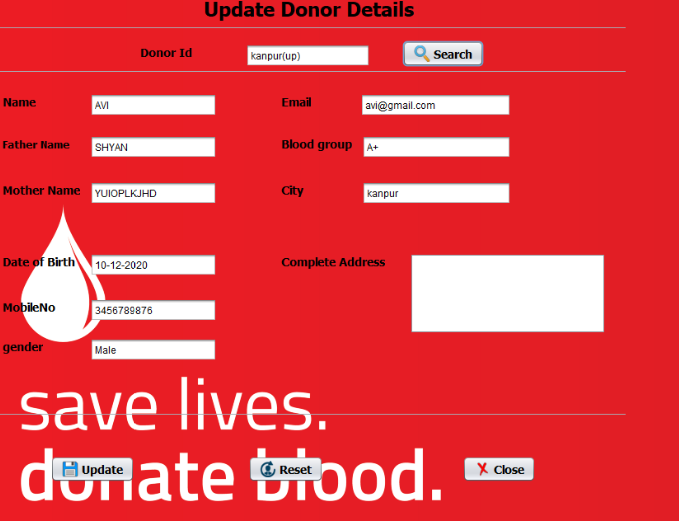 Update Donor Details
Donor Id kanpur(up) Search
Name AVI Email avi@gmail.com
Father Name SHYAN Blood group A+
Mother Name YUIOPLKJHD City kanpur
Date of Birth 10-12-2020 Complete Address
MobileNo 3456789876
gender Male
save lives.
donate blood.
Update Reset Close